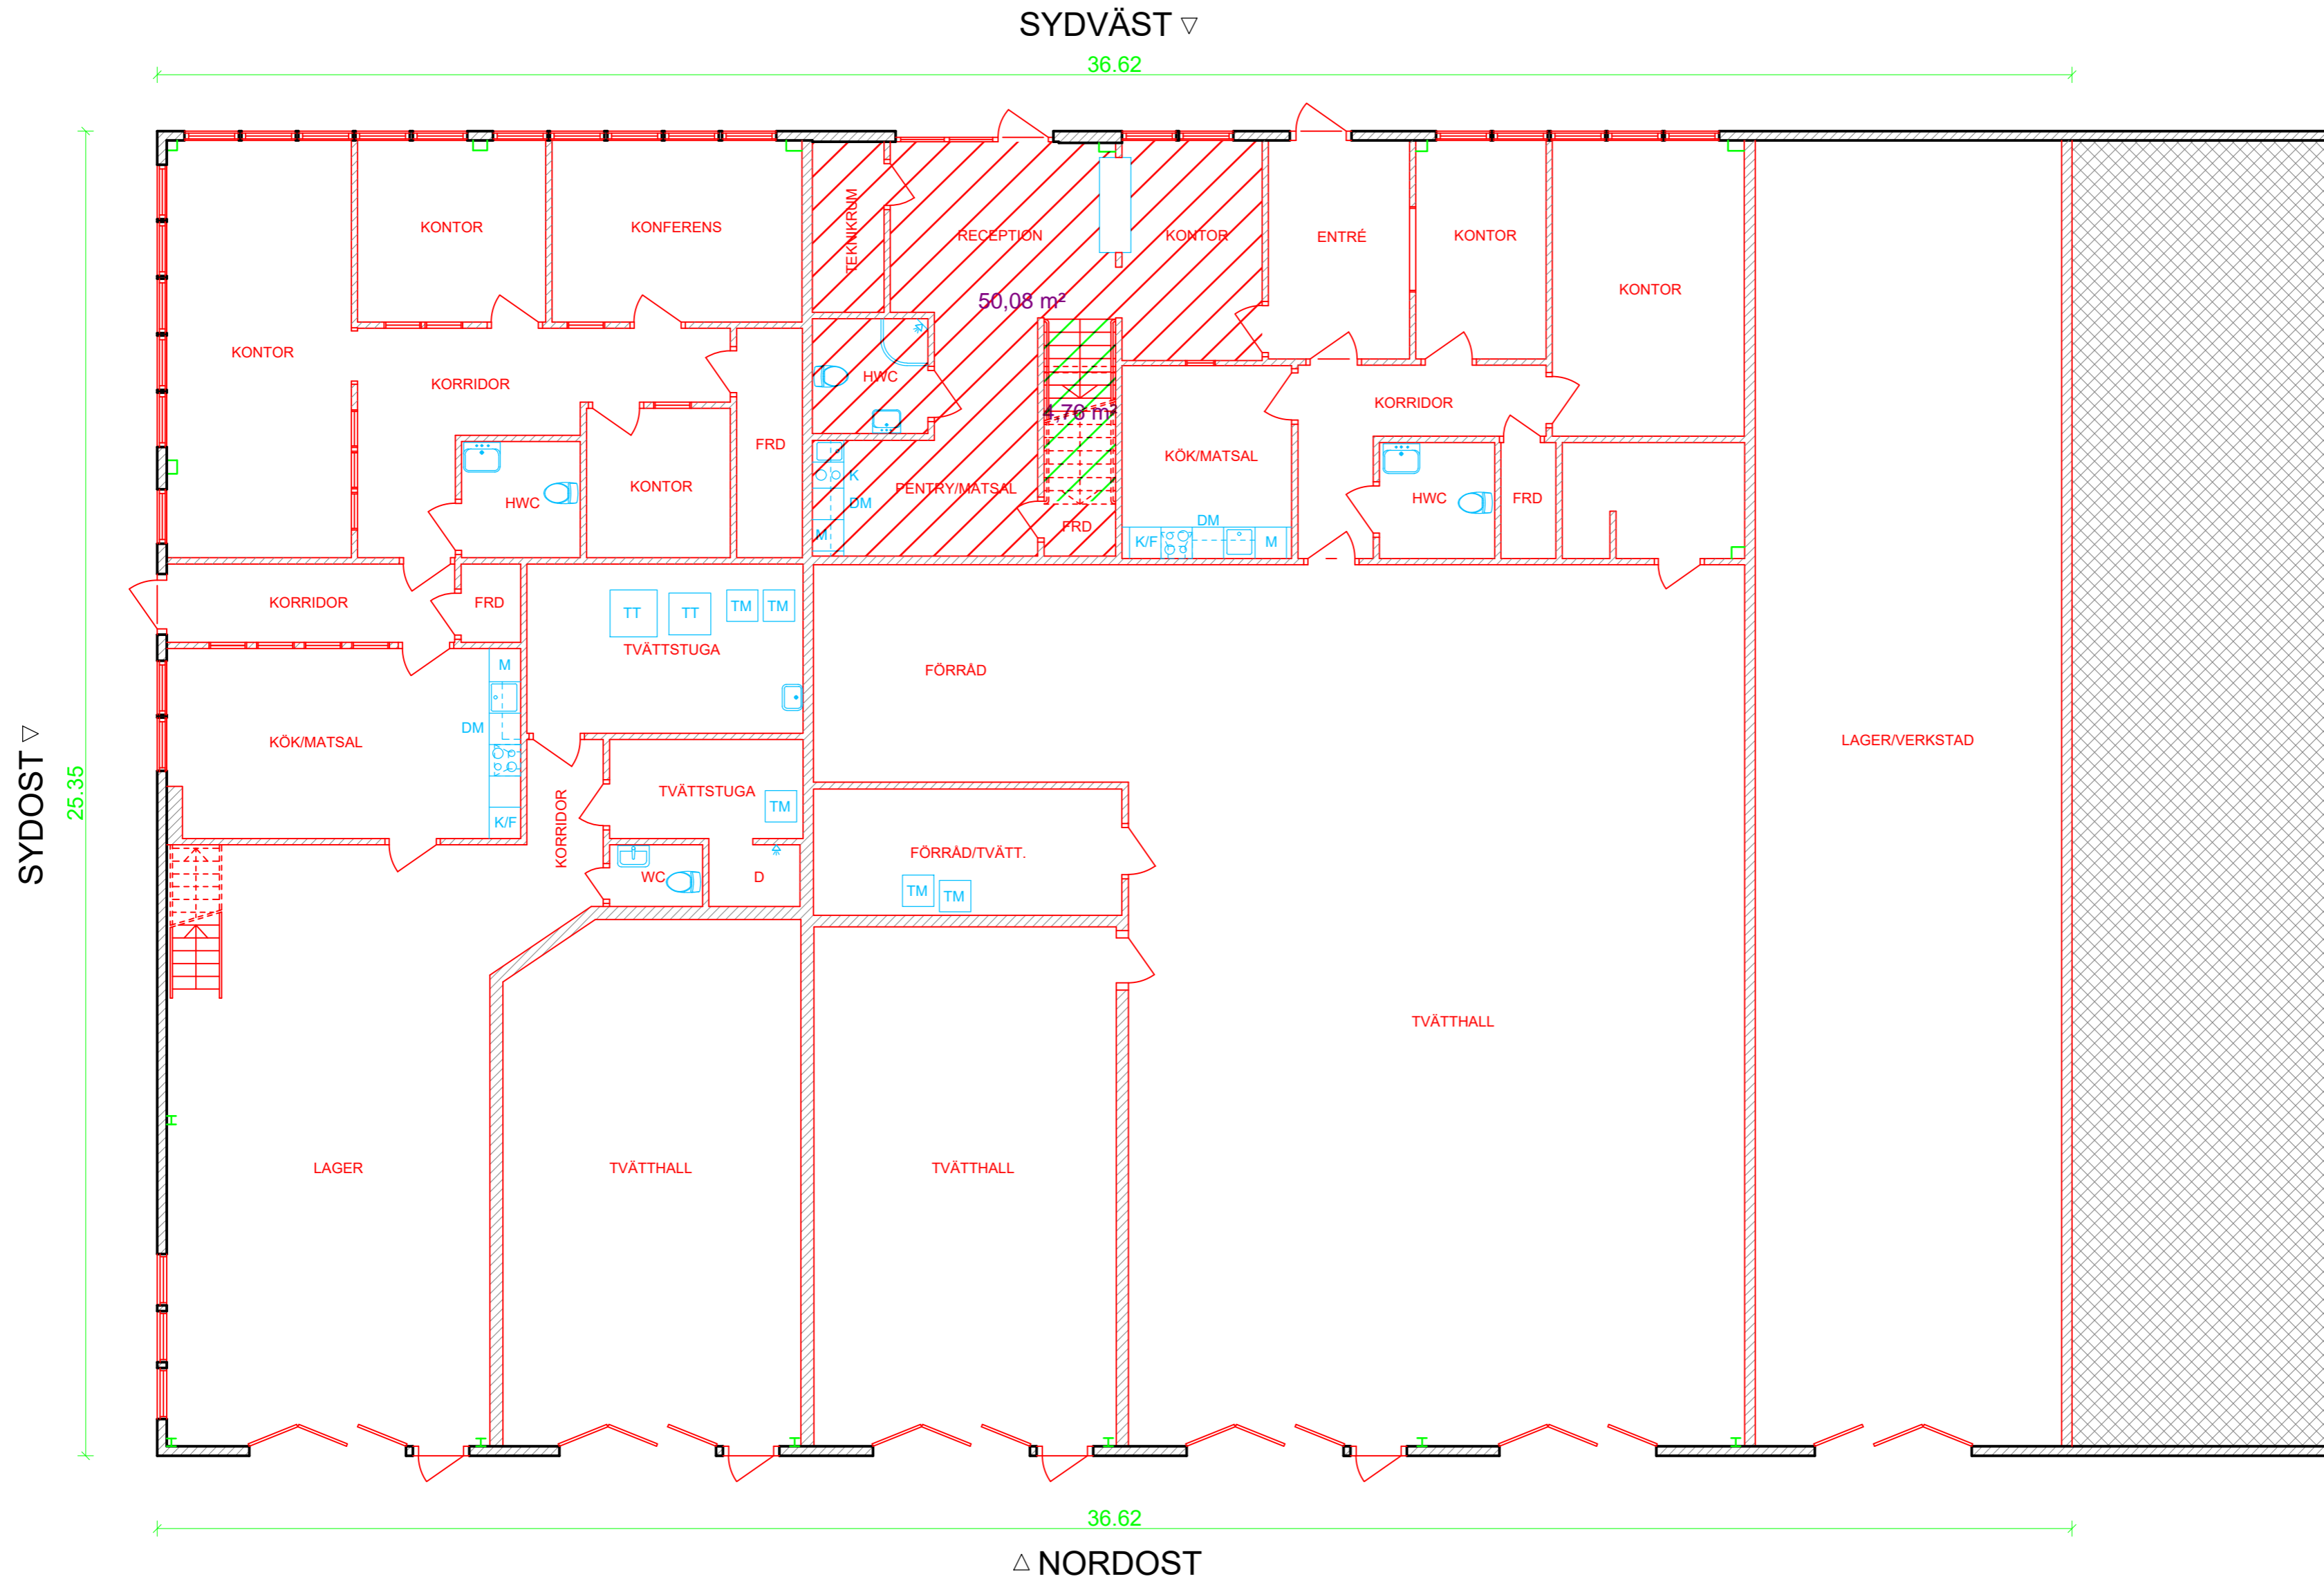 SYDVÄST
36.62
TEKNIKRUM
KONTOR
KONFERENS
RECEPTION
KONTOR
ENTRÉ
KONTOR
KONTOR
50,08 m²
KONTOR
KORRIDOR
HWC
4.76 m²
KORRIDOR
FRD
KÖK/MATSAL
KONTOR
K
PENTRY/MATSAL
HWC
DM
HWC
FRD
DM
FRD
M
K/F
M
KORRIDOR
FRD
TT
TT
TM
TM
TVÄTTSTUGA
M
FÖRRÅD
DM
KÖK/MATSAL
LAGER/VERKSTAD
SYDOST
25.35
TVÄTTSTUGA
TM
K/F
KORRIDOR
FÖRRÅD/TVÄTT.
WC
D
TM
TM
TVÄTTHALL
LAGER
TVÄTTHALL
TVÄTTHALL
36.62
NORDOST